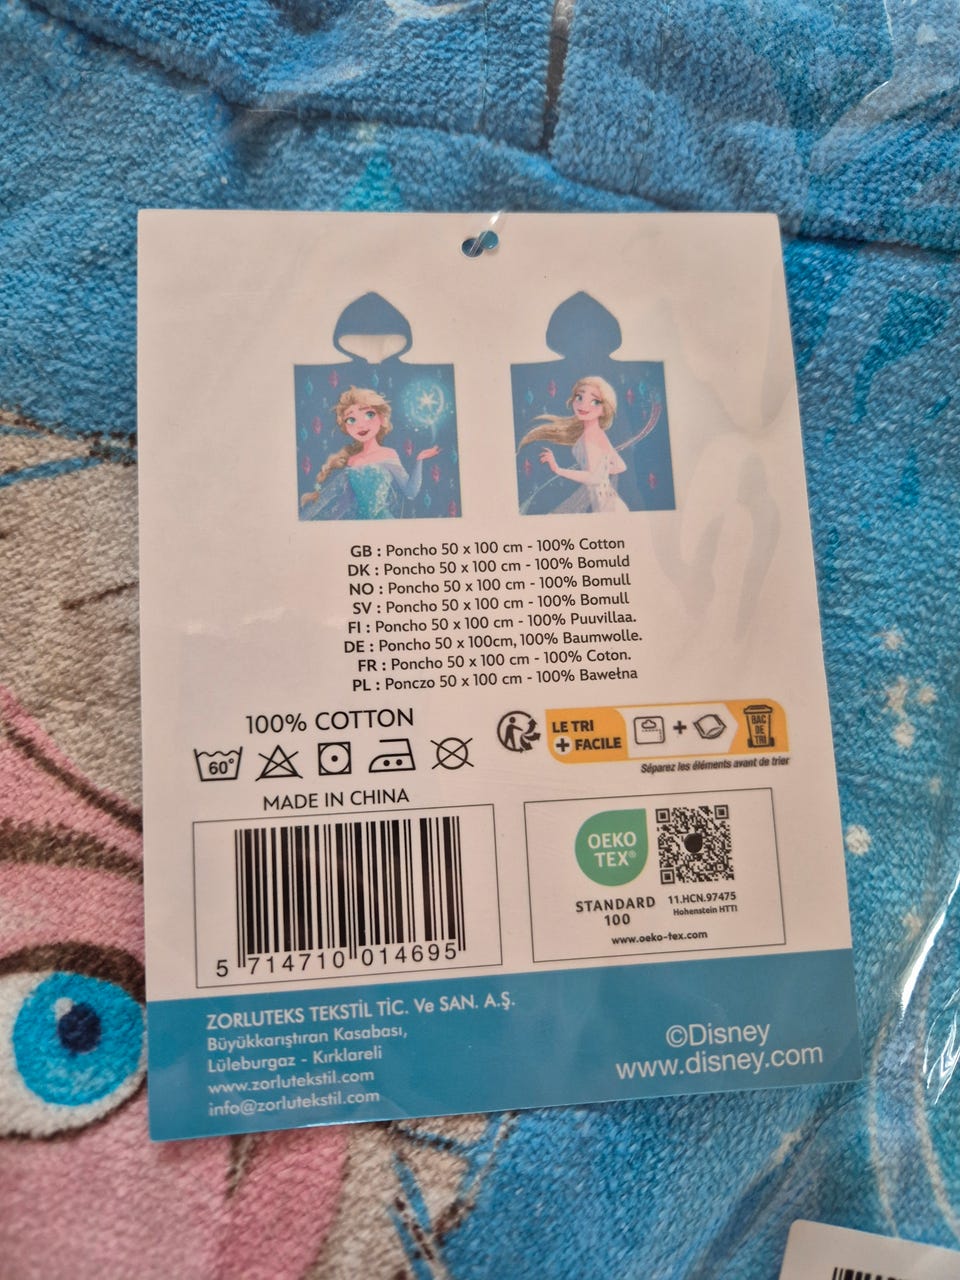 GB : Poncho 50 x 100 cm - 100% Cotton
DK : Poncho 50 x 100 cm - 100% Bomuld
NO : Poncho 50 x 100 cm - 100% Bomull
SV : Poncho 50 x 100 cm - 100% Bomull
FI : Poncho 50 x 100 cm - 100% Puuvillaa.
DE : Poncho 50 x 100cm, 100% Baumwolle.
FR : Poncho 50 x 100 cm - 100% Coton.
PL : Ponczo 50 x 100 cm - 100% Bawełna
100% COTTON
60°
LE TRI
+ FACILE
+
BAC
DE
TRI
Séparez les éléments avant de trier
MADE IN CHINA
5 714710 014695
OEKO
TEX®
STANDARD
100
11.HCN.97475
Hohenstein HTTI
www.oeko-tex.com
ZORLUTEKS TEKSTİL TİC. Ve SAN. A.Ş.
Büyükkarıştıran Kasabası,
Lüleburgaz - Kırklareli
www.zorlutekstil.com
info@zorlutekstil.com
©Disney
www.disney.com